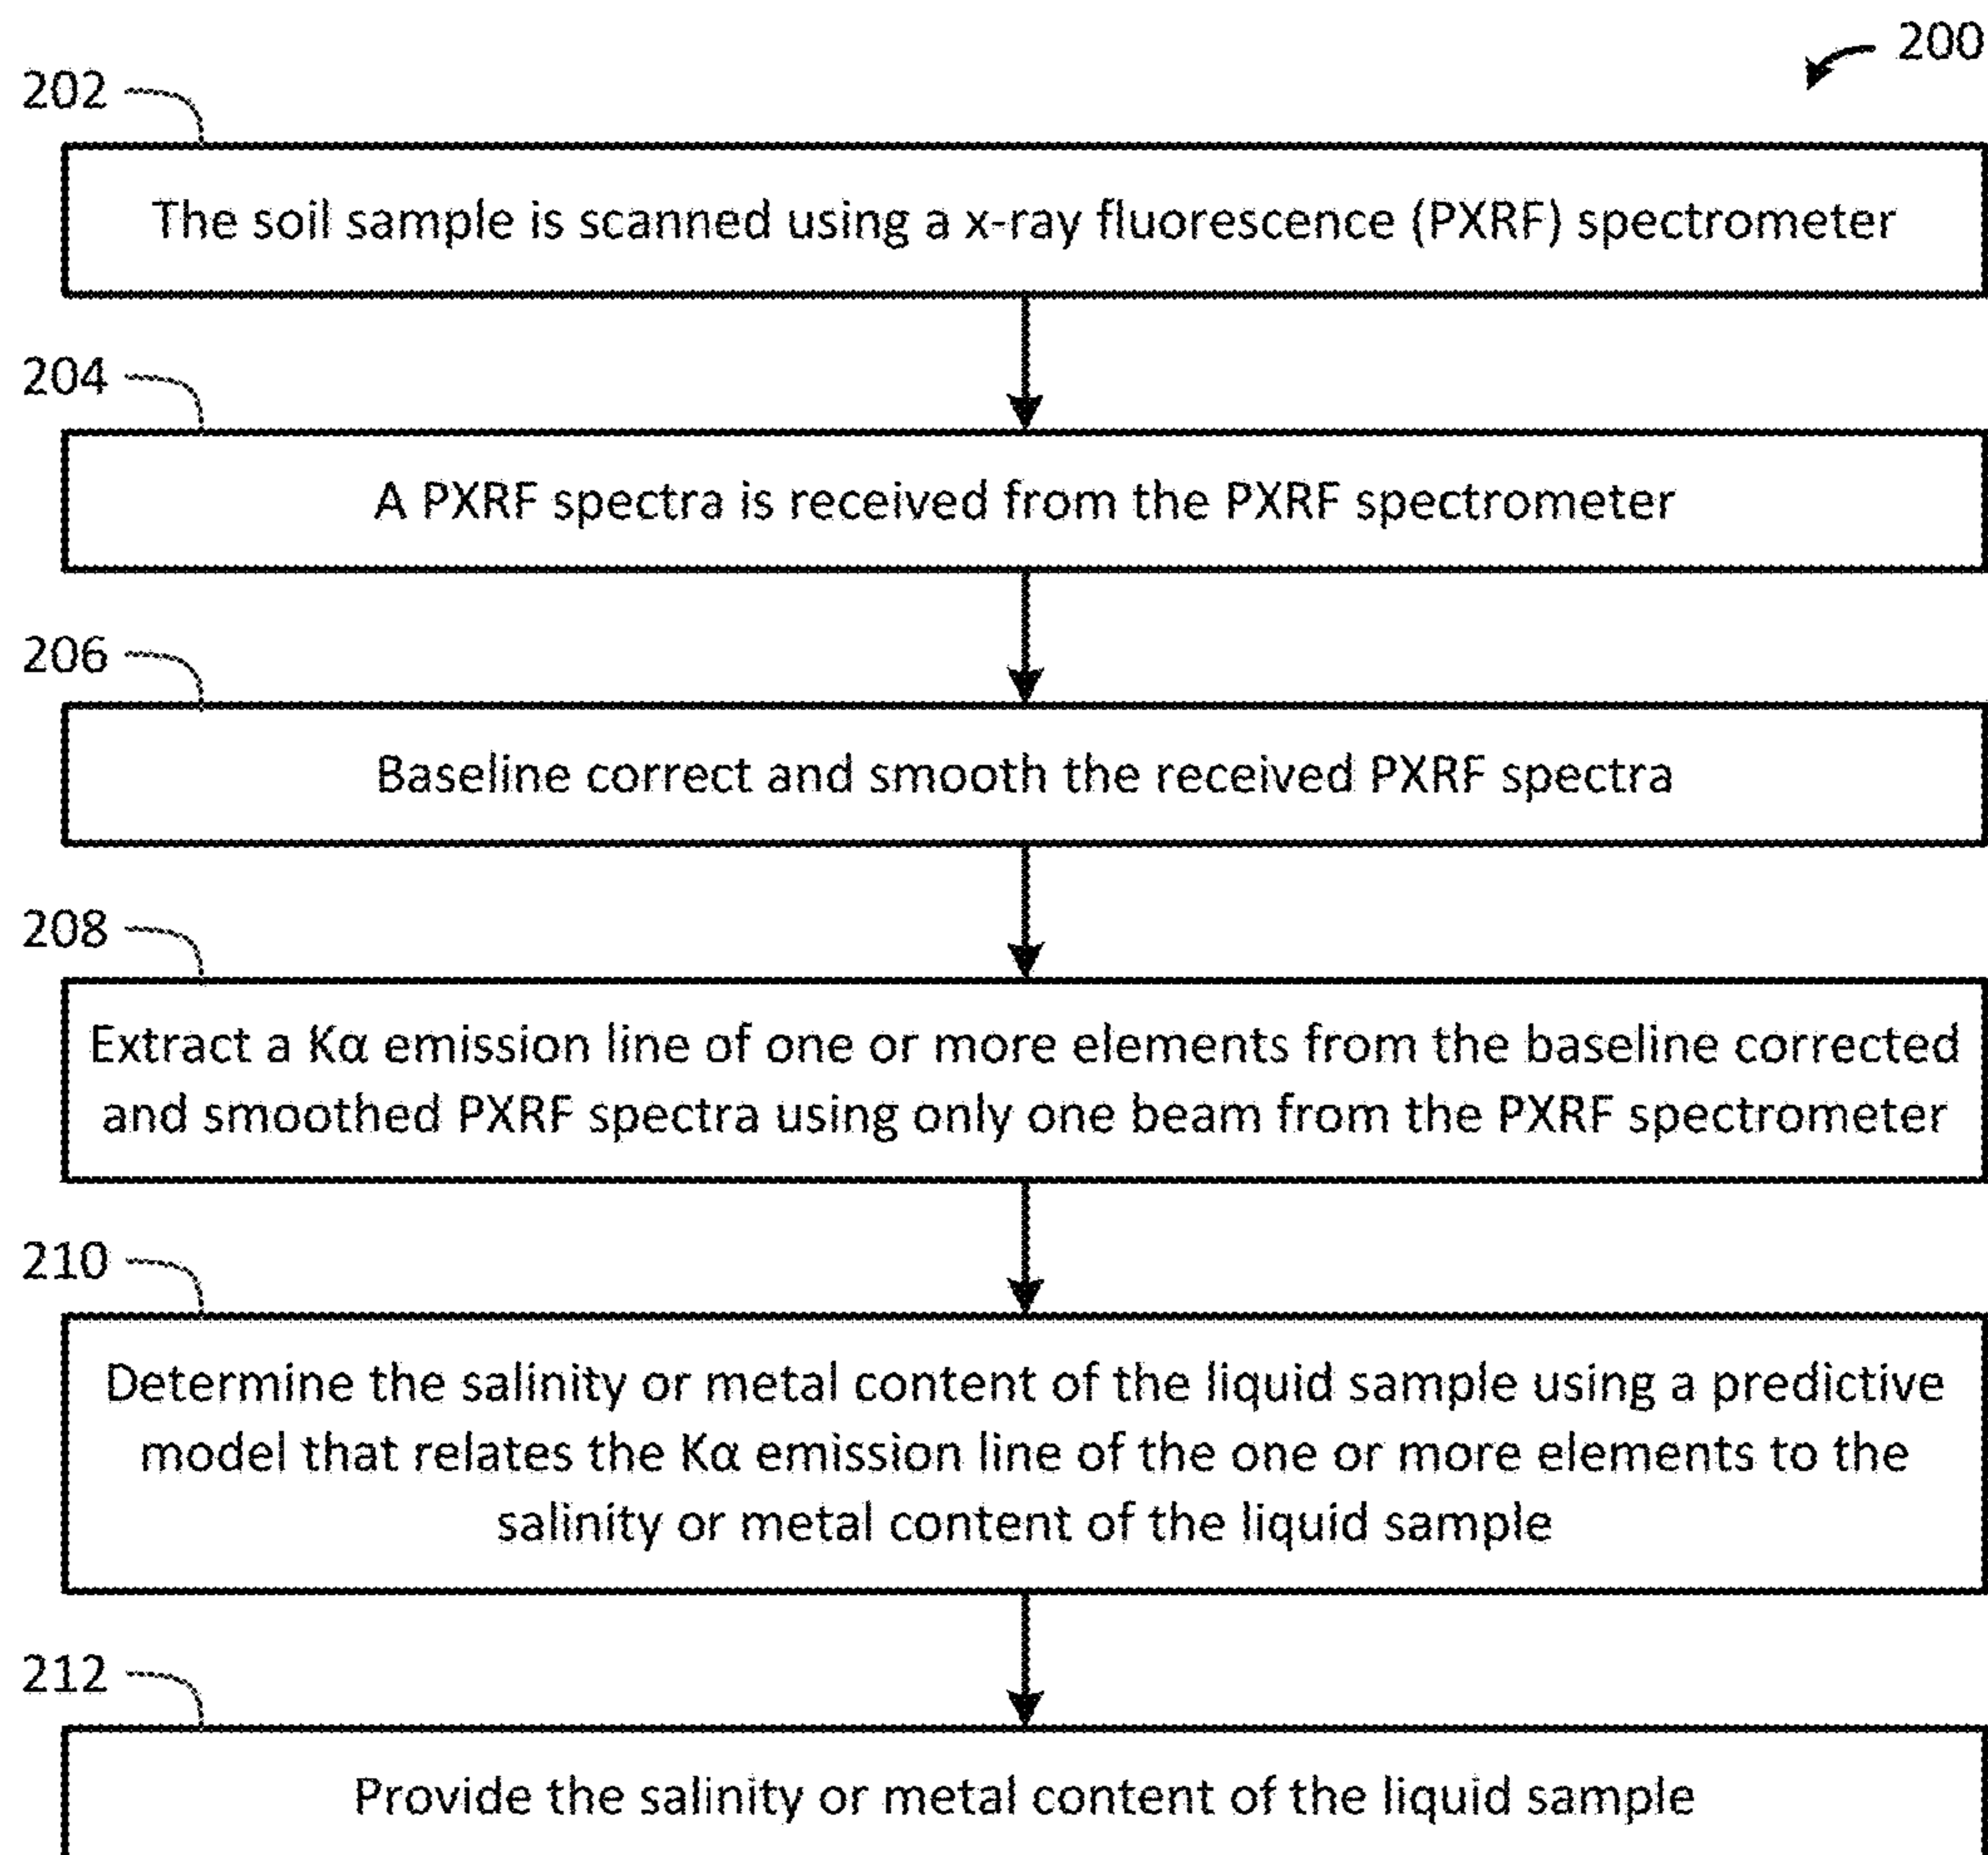 200
202
The soil sample is scanned using a x-ray fluorescence (PXRF) spectrometer
204
A PXRF spectra is received from the PXRF spectrometer
206
Baseline correct and smooth the received PXRF spectra
208
Extract a Kα emission line of one or more elements from the baseline corrected
and smoothed PXRF spectra using only one beam from the PXRF spectrometer
210
Determine the salinity or metal content of the liquid sample using a predictive
model that relates the Kα emission line of the one or more elements to the
salinity or metal content of the liquid sample
212
Provide the salinity or metal content of the liquid sample